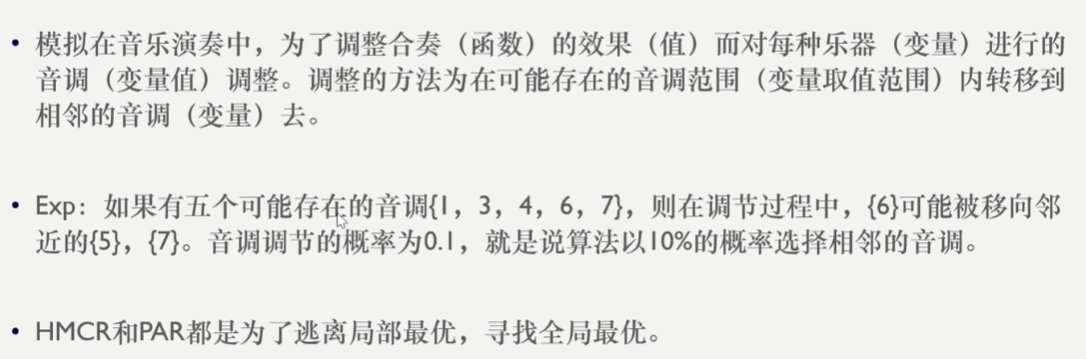 • 模拟在音乐演奏中，为了调整合奏（函数）的效果（值）而对每种乐器（变量）进行的
音调（变量值）调整。调整的方法为在可能存在的音调范围（变量取值范围）内转移到
相邻的音调（变量）去。
• Exp：如果有五个可能存在的音调{1，3，4，6，7}，则在调节过程中，{6}可能被移向邻
近的{5}，{7}。音调调节的概率为0.1，就是说算法以10%的概率选择相邻的音调。
• HMCR和PAR都是为了逃离局部最优，寻找全局最优。